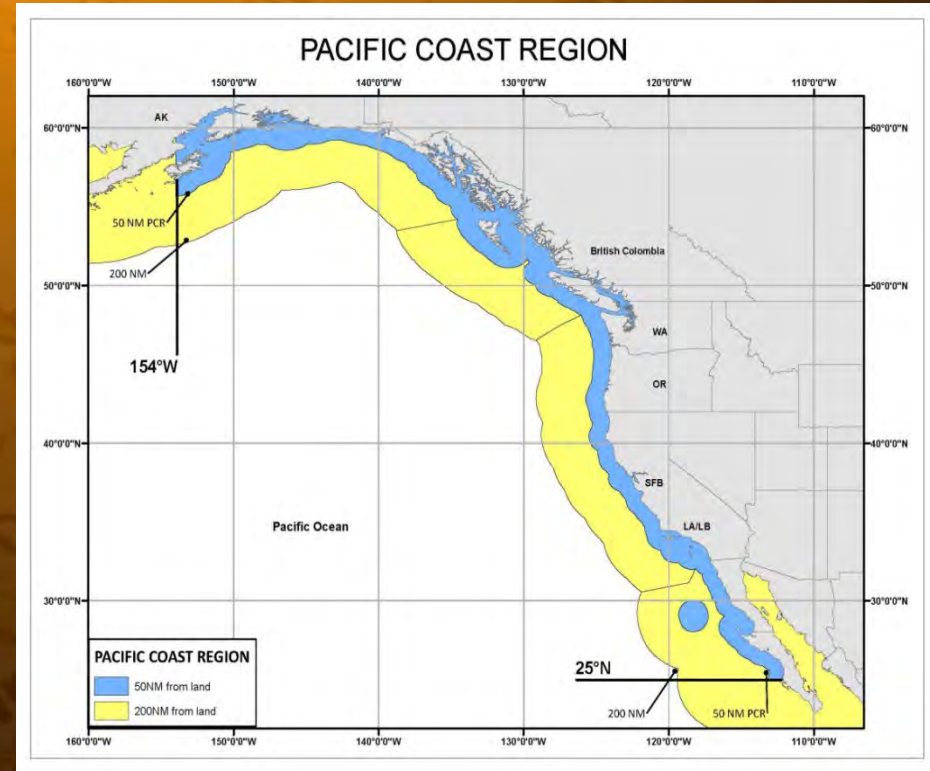 PACIFIC COAST REGION
160°0'0"W 150°0'0"W 140°0'0"W 130°0'0"W 120°0'0"W 110°0'0"W
AK
60°0'0"N 60°0'0"N
50 NM PCR
British Colombia
200 NM
50°0'0"N 50°0'0"N
WA
154°W
OR
40°0'0"N 40°0'0"N
SFB
Pacific Ocean
LA/LB
30°0'0"N 30°0'0"N
PACIFIC COAST REGION
50NM from land
200NM from land
25°N
200 NM
50 NM PCR
160°0'0"W 150°0'0"W 140°0'0"W 130°0'0"W 120°0'0"W 110°0'0"W